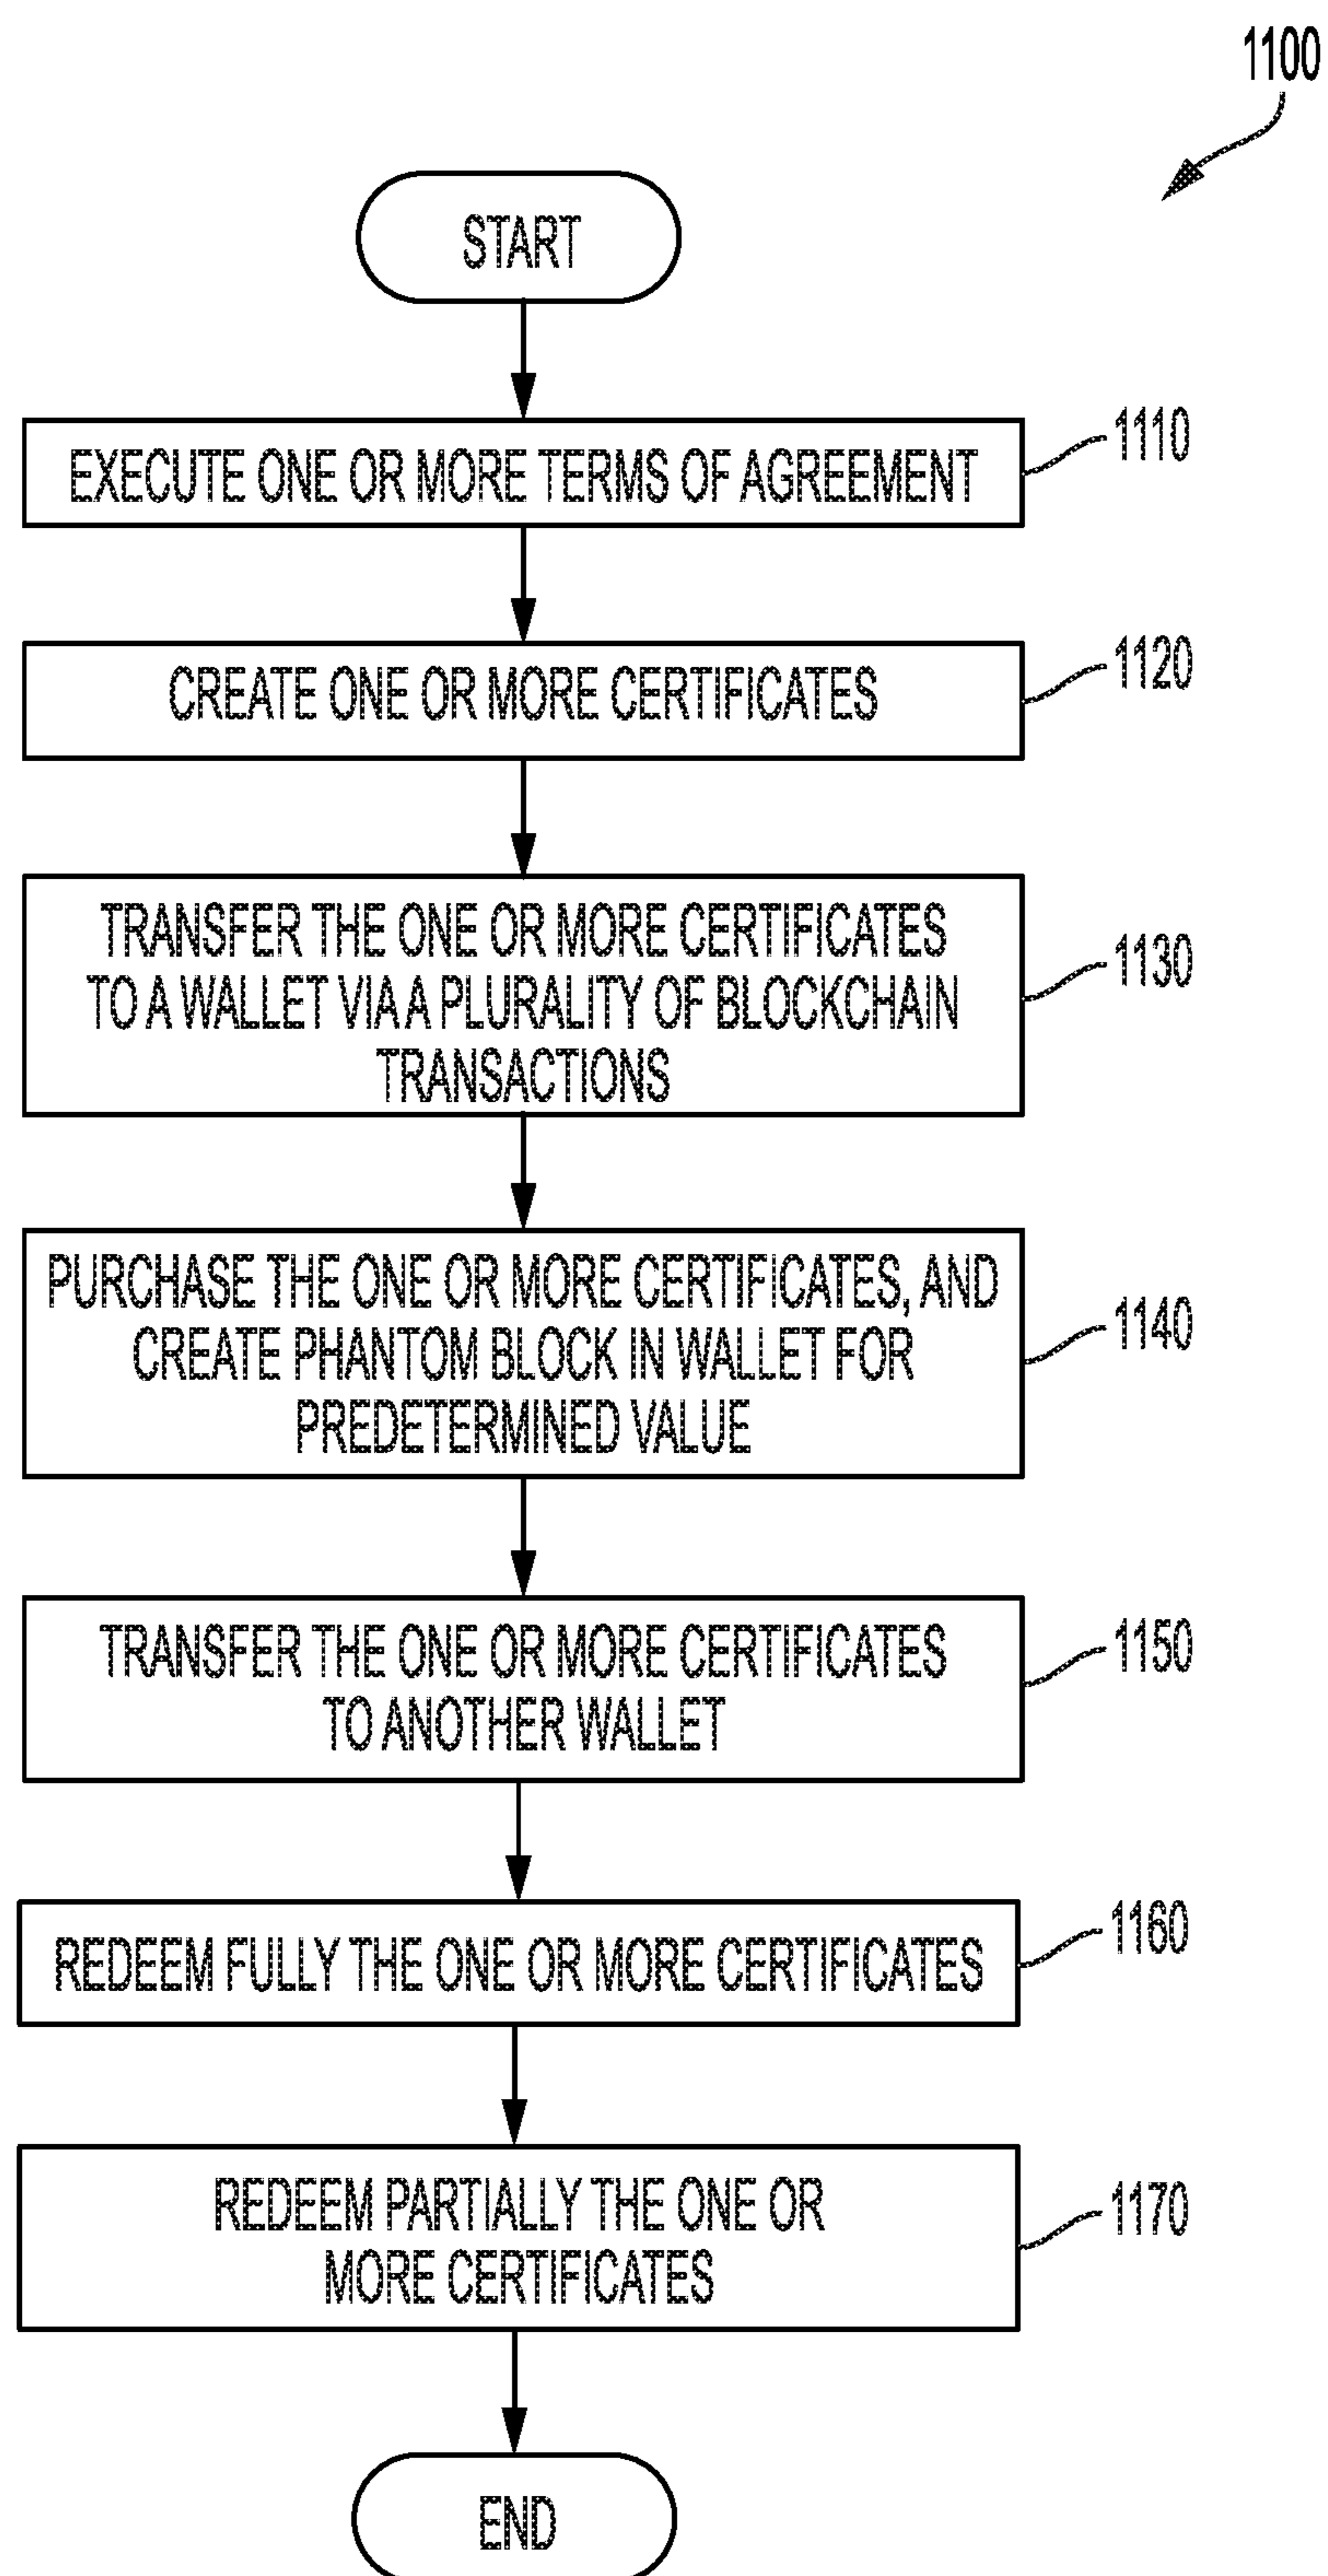 1100
START
EXECUTE ONE OR MORE TERMS OF AGREEMENT
1110
CREATE ONE OR MORE CERTIFICATES
1120
TRANSFER THE ONE OR MORE CERTIFICATES
TO A WALLET VIA A PLURALITY OF BLOCKCHAIN
TRANSACTIONS
1130
PURCHASE THE ONE OR MORE CERTIFICATES, AND
CREATE PHANTOM BLOCK IN WALLET FOR
PREDETERMINED VALUE
1140
TRANSFER THE ONE OR MORE CERTIFICATES
TO ANOTHER WALLET
1150
REDEEM FULLY THE ONE OR MORE CERTIFICATES
1160
REDEEM PARTIALLY THE ONE OR
MORE CERTIFICATES
1170
END